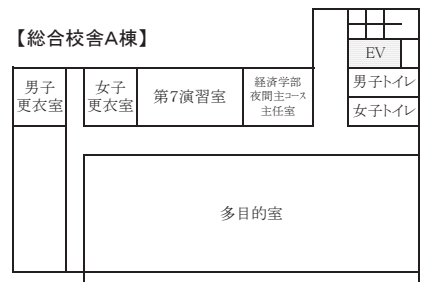 【総合校舎A棟】
EV
男子
更衣室
女子
更衣室
第7演習室
経済学部
夜間主コース
主任室
男子トイレ
女子トイレ
多目的室